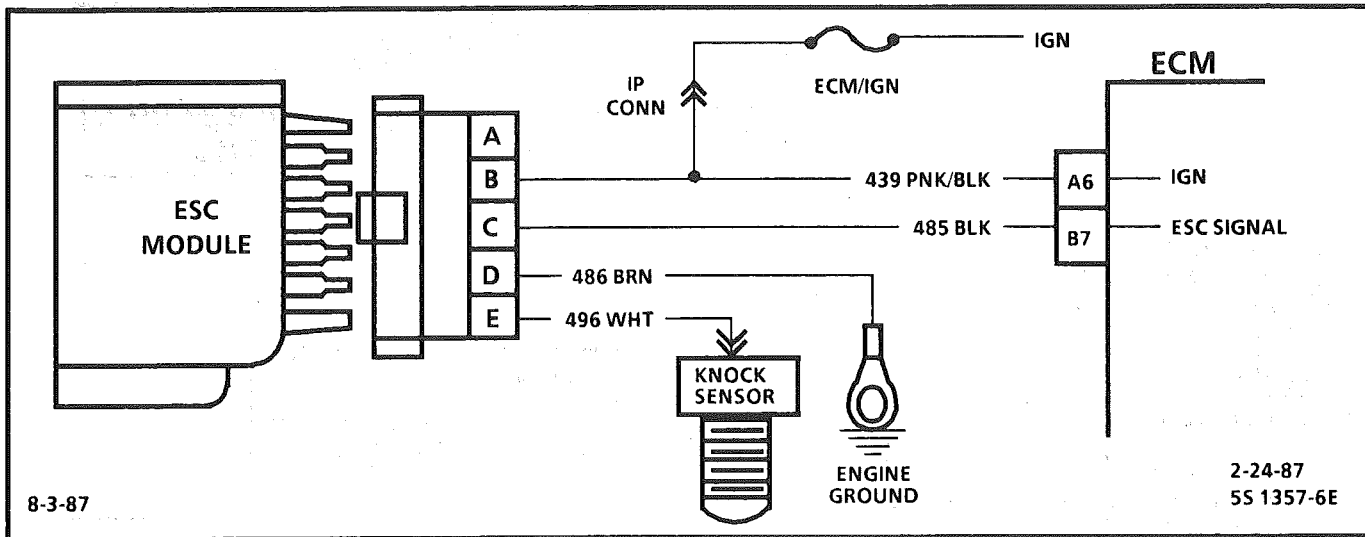 IGN
ECM
IP
CONN
ECM/IGN
A
B
439 PNK/BLK
A6
IGN
ESC
MODULE
C
485 BLK
B7
ESC SIGNAL
D
486 BRN
E
496 WHT
KNOCK
SENSOR
ENGINE
GROUND
8-3-87
2-24-87
5S 1357-6E